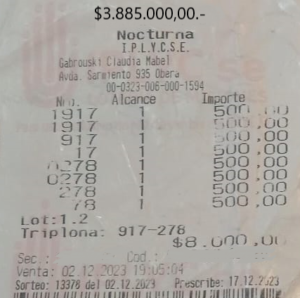 $3.885.000,00.-
Nocturna
I.P.L.Y.C.S.E.
Gabrouski Claudia Mabel
Avda. Sarmiento 935 Obera
00-0323-006-000-1594
Nro. Alcance Importe
1917 1 500,00
1917 1 500,00
917 1 500,00
17 1 500,00
0278 1 500,00
0278 1 500,00
278 1 500,00
78 1 500,00
Lot:1.2
Triplona: 917-278
$8.000,00
Sec.: Cod.:
Venta: 02.12.2023 19:05:04
Sorteo: 13376 del 02.12.2023 Prescribe: 17.12.2023